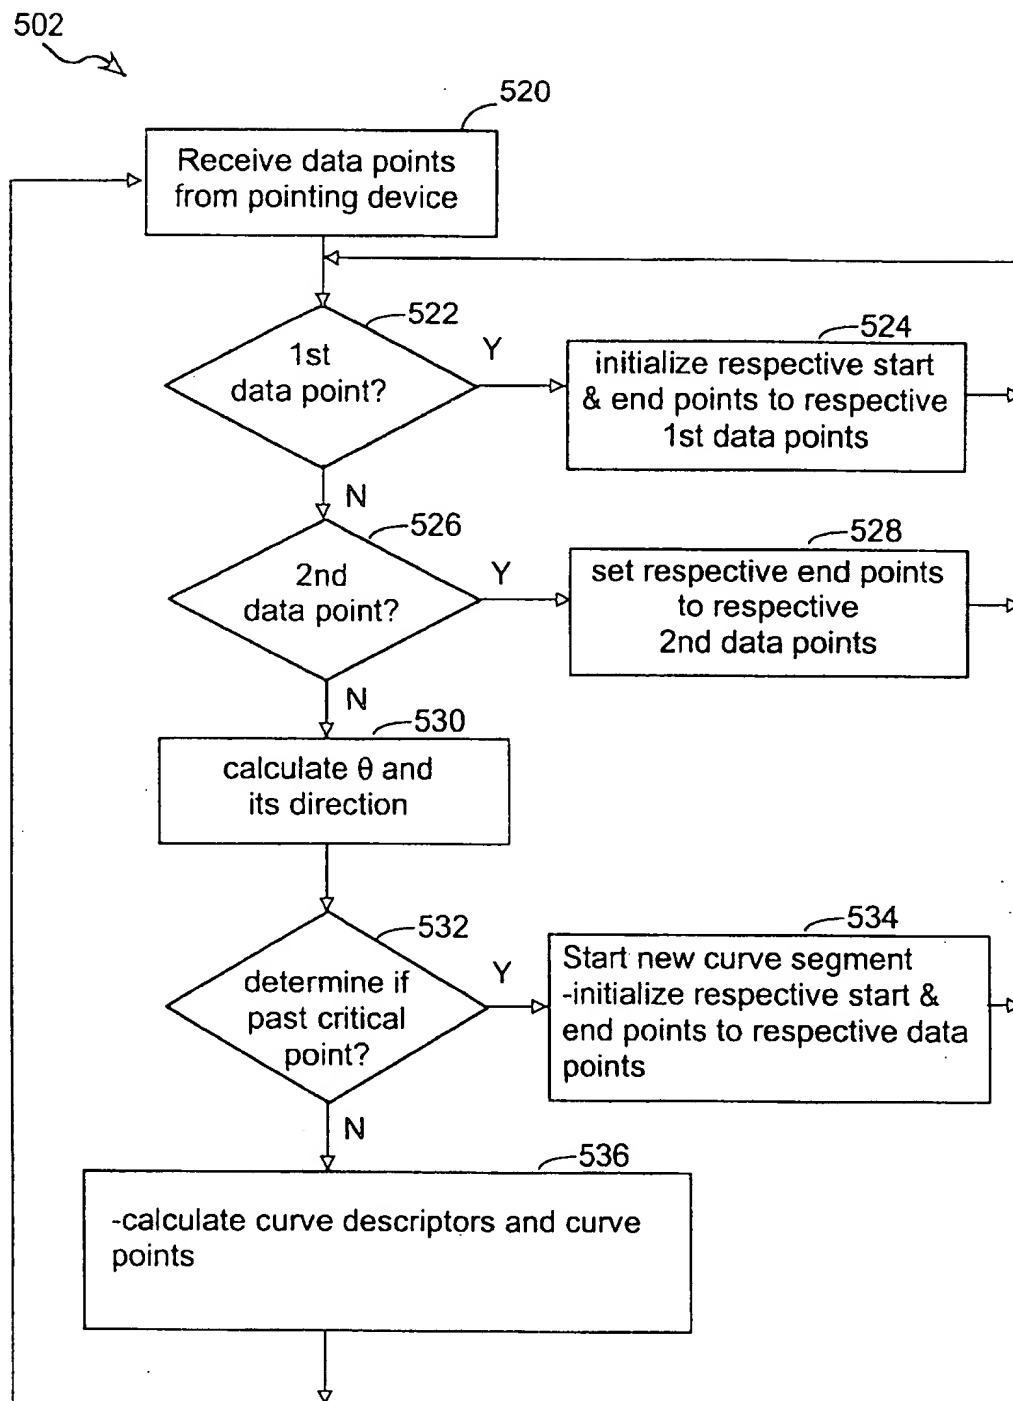 502
520
Receive data points
from pointing device
522
1st
data point?
Y
524
initialize respective start
& end points to respective
1st data points
N
526
2nd
data point?
Y
528
set respective end points
to respective
2nd data points
N
530
calculate θ and
its direction
532
determine if
past critical
point?
Y
534
Start new curve segment
-initialize respective start &
end points to respective data
points
N
536
-calculate curve descriptors and curve
points